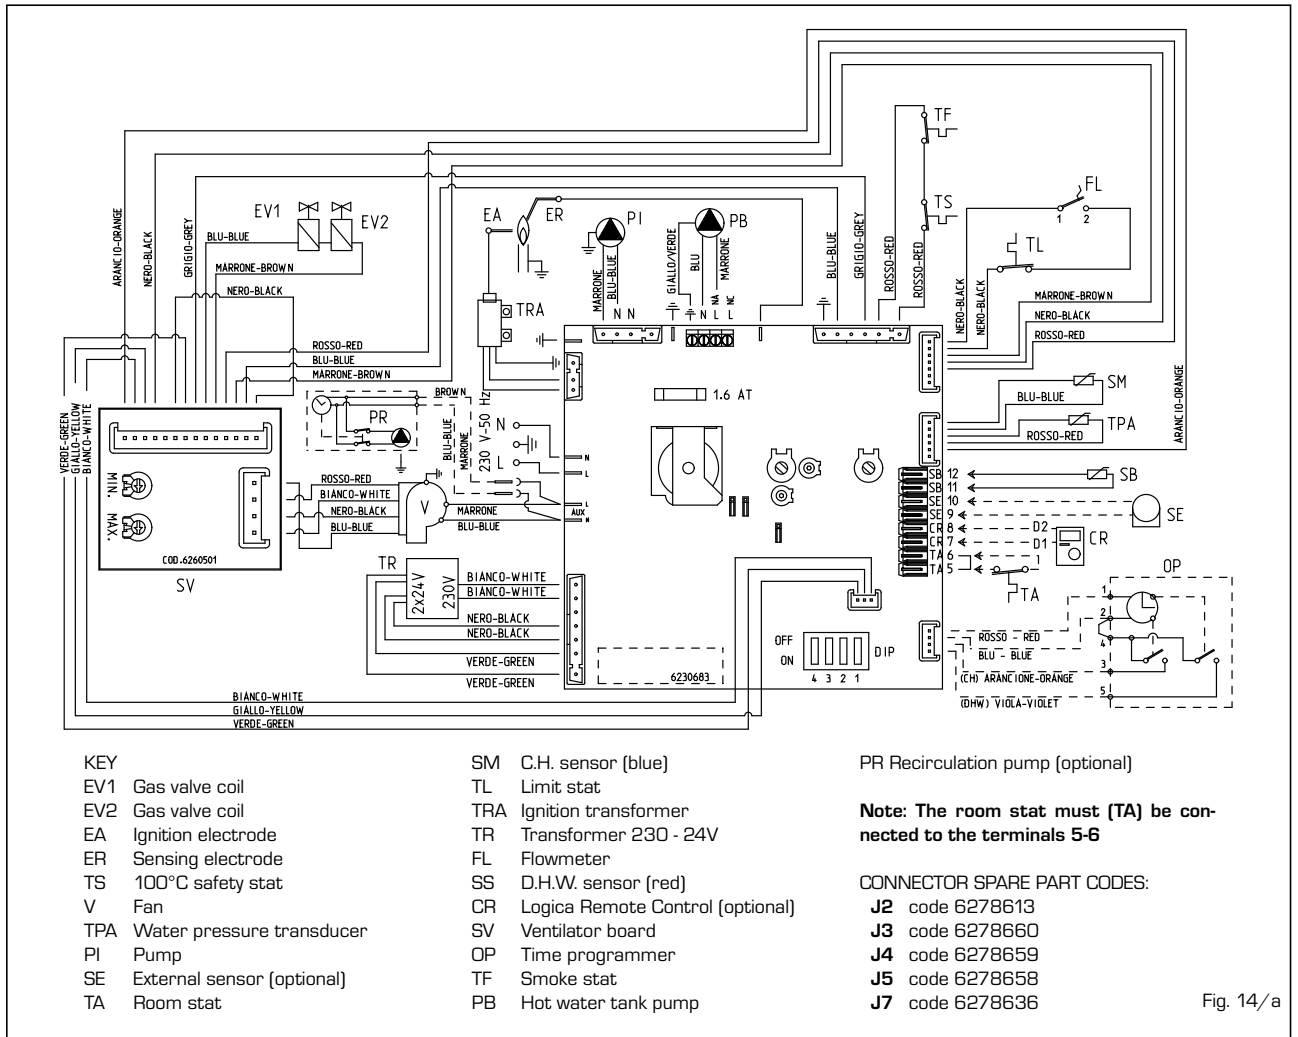 TF
TS
FL
1 2
TL
EV1
EV2
EA
ER
PI
PB
ARANCIO-ORANGE
NERO-BLACK
GRIGIO-GREY
BLU-BLUE
MARRONE-BROWN
NERO-BLACK
MARRONE
BLU-BLUE
GIALLO/VERDE
BLU
MARRONE
BLU-BLUE
GRIGIO-GREY
ROSSO-RED
ROSSO-RED
NERO-BLACK
NERO-BLACK
MARRONE-BROWN
NERO-BLACK
ROSSO-RED
ARANCIO-ORANGE
TRA
N N
N L L
NA
NC
ROSSO-RED
BLU-BLUE
MARRONE-BROWN
BROWN
PR
BLU-BLUE
MARRONE
230 V-50 Hz
N
L
N
L
L
AUX
N
1.6 AT
SM
BLU-BLUE
TPA
ROSSO-RED
VERDE-GREEN
GIALLO-YELLOW
BIANCO-WHITE
MIN.
MAX.
COD.6260501
SV
ROSSO-RED
BIANCO-WHITE
NERO-BLACK
BLU-BLUE
V
MARRONE
BLU-BLUE
SB 12
SB 11
SE 10
SE 9
CR 8
CR 7
TA 6
TA 5
SB
SE
D2
D1
CR
TA
OP
TR
2x24V
230V
BIANCO-WHITE
BIANCO-WHITE
NERO-BLACK
NERO-BLACK
VERDE-GREEN
VERDE-GREEN
OFF
ON
DIP
4 3 2 1
6230683
1
2
4
3
5
ROSSO - RED
BLU - BLUE
(CH) ARANCIONE-ORANGE
(DHW) VIOLA-VIOLET
BIANCO-WHITE
GIALLO-YELLOW
VERDE-GREEN
KEY
EV1 Gas valve coil
EV2 Gas valve coil
EA Ignition electrode
ER Sensing electrode
TS 100°C safety stat
V Fan
TPA Water pressure transducer
PI Pump
SE External sensor (optional)
TA Room stat
SM C.H. sensor (blue)
TL Limit stat
TRA Ignition transformer
TR Transformer 230 - 24V
FL Flowmeter
SS D.H.W. sensor (red)
CR Logica Remote Control (optional)
SV Ventilator board
OP Time programmer
TF Smoke stat
PB Hot water tank pump
PR Recirculation pump (optional)
Note: The room stat must (TA) be con-
nected to the terminals 5-6
CONNECTOR SPARE PART CODES:
J2 code 6278613
J3 code 6278660
J4 code 6278659
J5 code 6278658
J7 code 6278636
Fig. 14/a